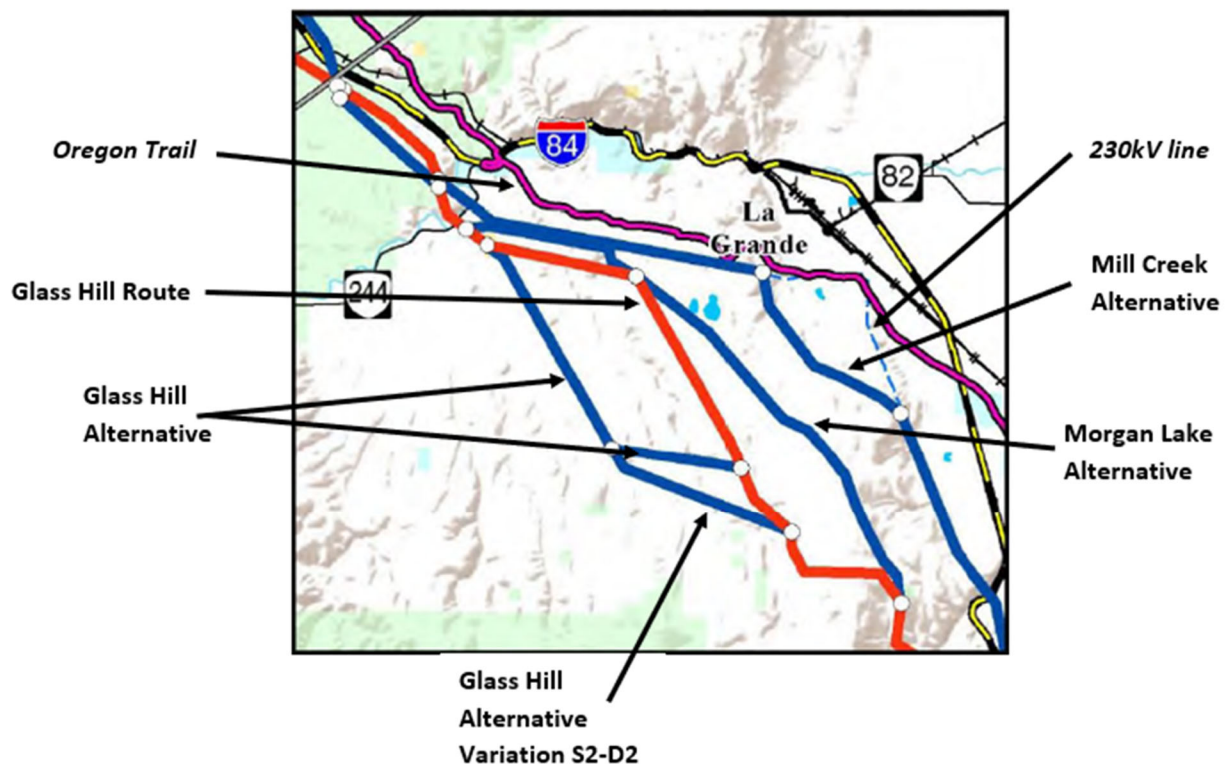 Oregon Trail
84
230kV line
82
La
Grande
Mill Creek
Alternative
Glass Hill Route
244
Glass Hill
Alternative
Morgan Lake
Alternative
Glass Hill
Alternative
Variation S2-D2